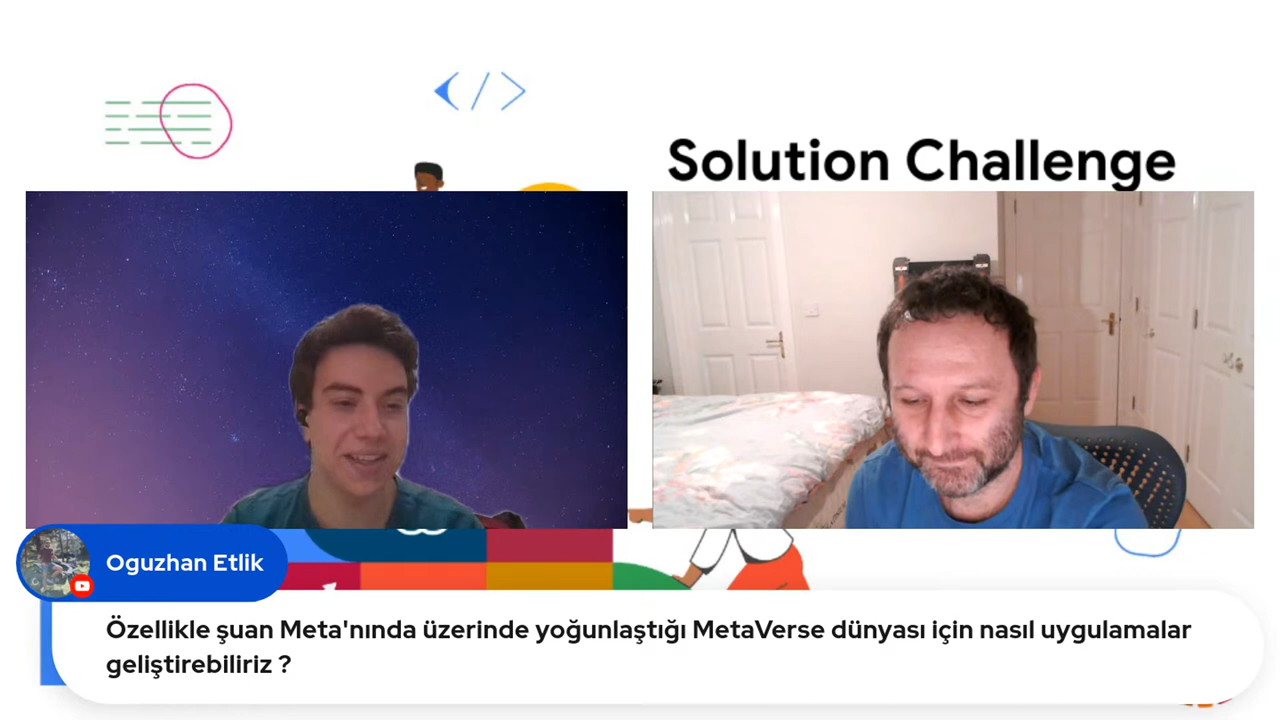 Solution Challenge
Oguzhan Etlik
Özellikle şuan Meta'nında üzerinde yoğunlaştığı MetaVerse dünyası için nasıl uygulamalar
geliştirebiliriz ?